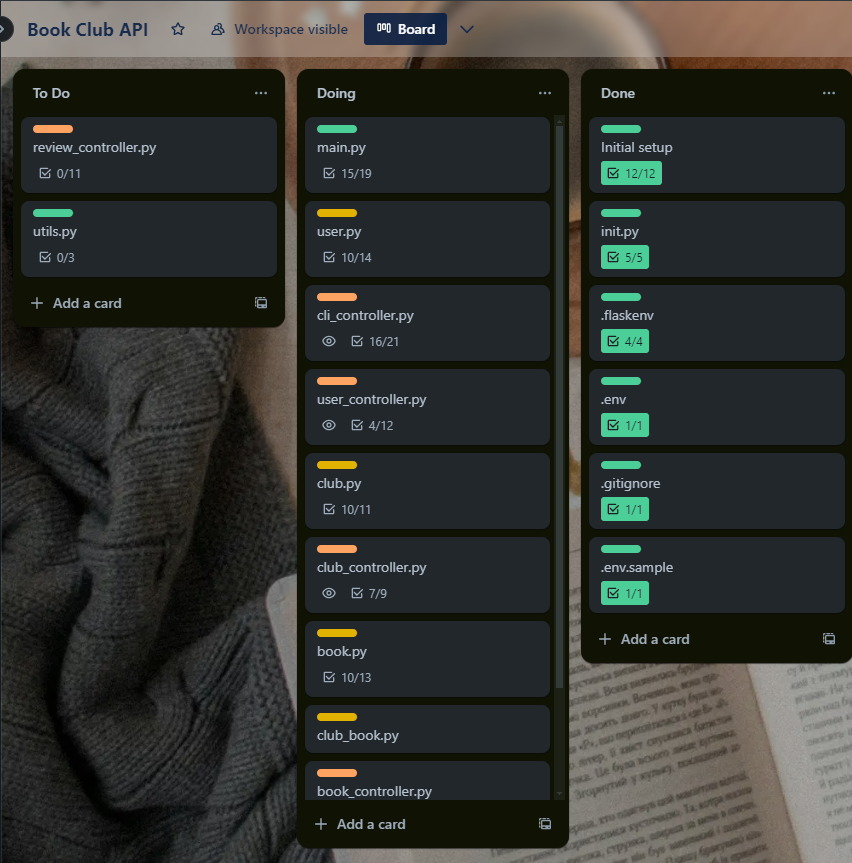 Book Club API
Workspace visible
Board
To Do
review_controller.py
0/11
utils.py
0/3
Add a card
Doing
main.py
15/19
user.py
10/14
cli_controller.py
16/21
user_controller.py
4/12
club.py
10/11
club_controller.py
7/9
book.py
10/13
club_book.py
book_controller.py
Add a card
Done
Initial setup
12/12
init.py
5/5
.flaskenv
4/4
.env
1/1
.gitignore
1/1
.env.sample
1/1
Add a card